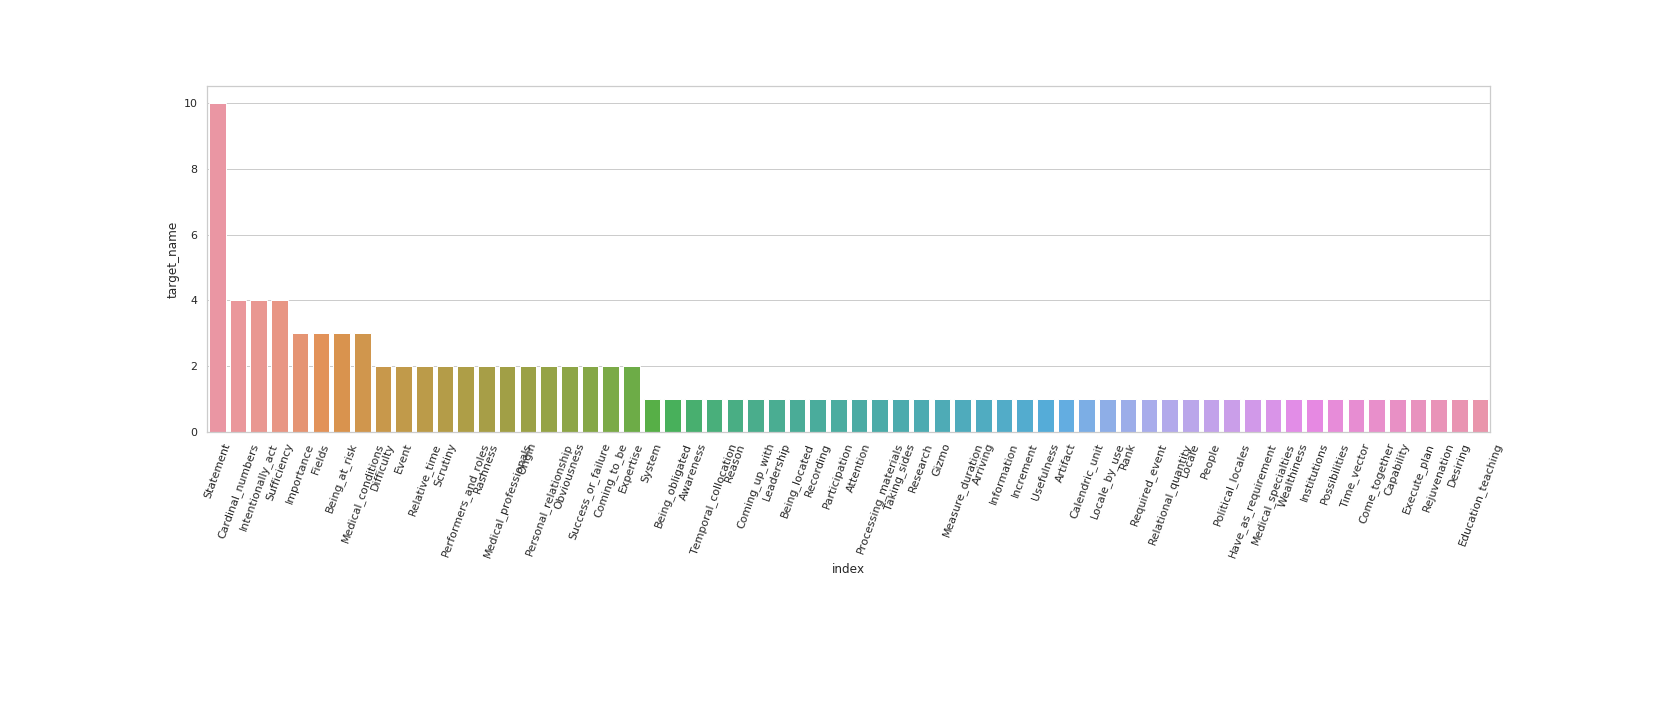 10
8
6
4
2
0
target_name
Statement
Cardinal_numbers
Intentionally_act
Sufficiency
Importance
Fields
Being_at_risk
Medical_conditions
Difficulty
Event
Relative_time
Scrutiny
Performers_and_roles
Rashness
Medical_professionals
Origin
Personal_relationship
Obviousness
Success_or_failure
Coming_to_be
Expertise
System
Being_obligated
Awareness
Temporal_collocation
Reason
Coming_up_with
Leadership
Being_located
Recording
Participation
Attention
Processing_materials
Taking_sides
Research
Gizmo
Measure_duration
Arriving
Information
Increment
Usefulness
Artifact
Calendric_unit
Locale_by_use
Rank
Required_event
Relational_quantity
Locale
People
Political_locales
Have_as_requirement
Medical_specialties
Wealthiness
Institutions
Possibilities
Time_vector
Come_together
Capability
Execute_plan
Rejuvenation
Desiring
Education_teaching
index